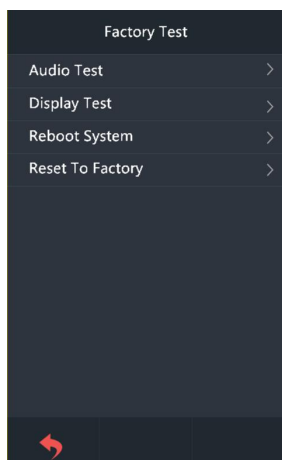 Factory Test
Audio Test
Display Test
Reboot System
Reset To Factory